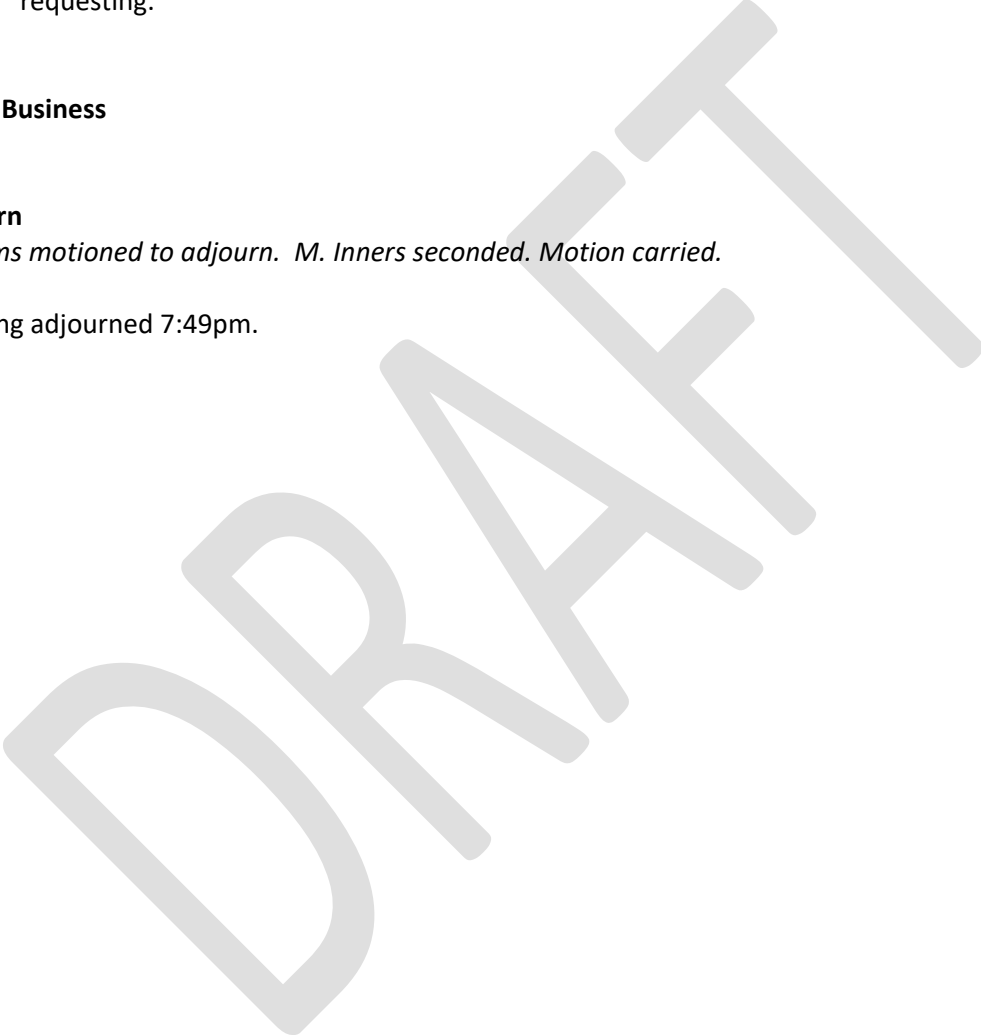 requesting.
Business
rn
ns motioned to adjourn.  M. Inners seconded. Motion carried.
ng adjourned 7:49pm.
DRAFT